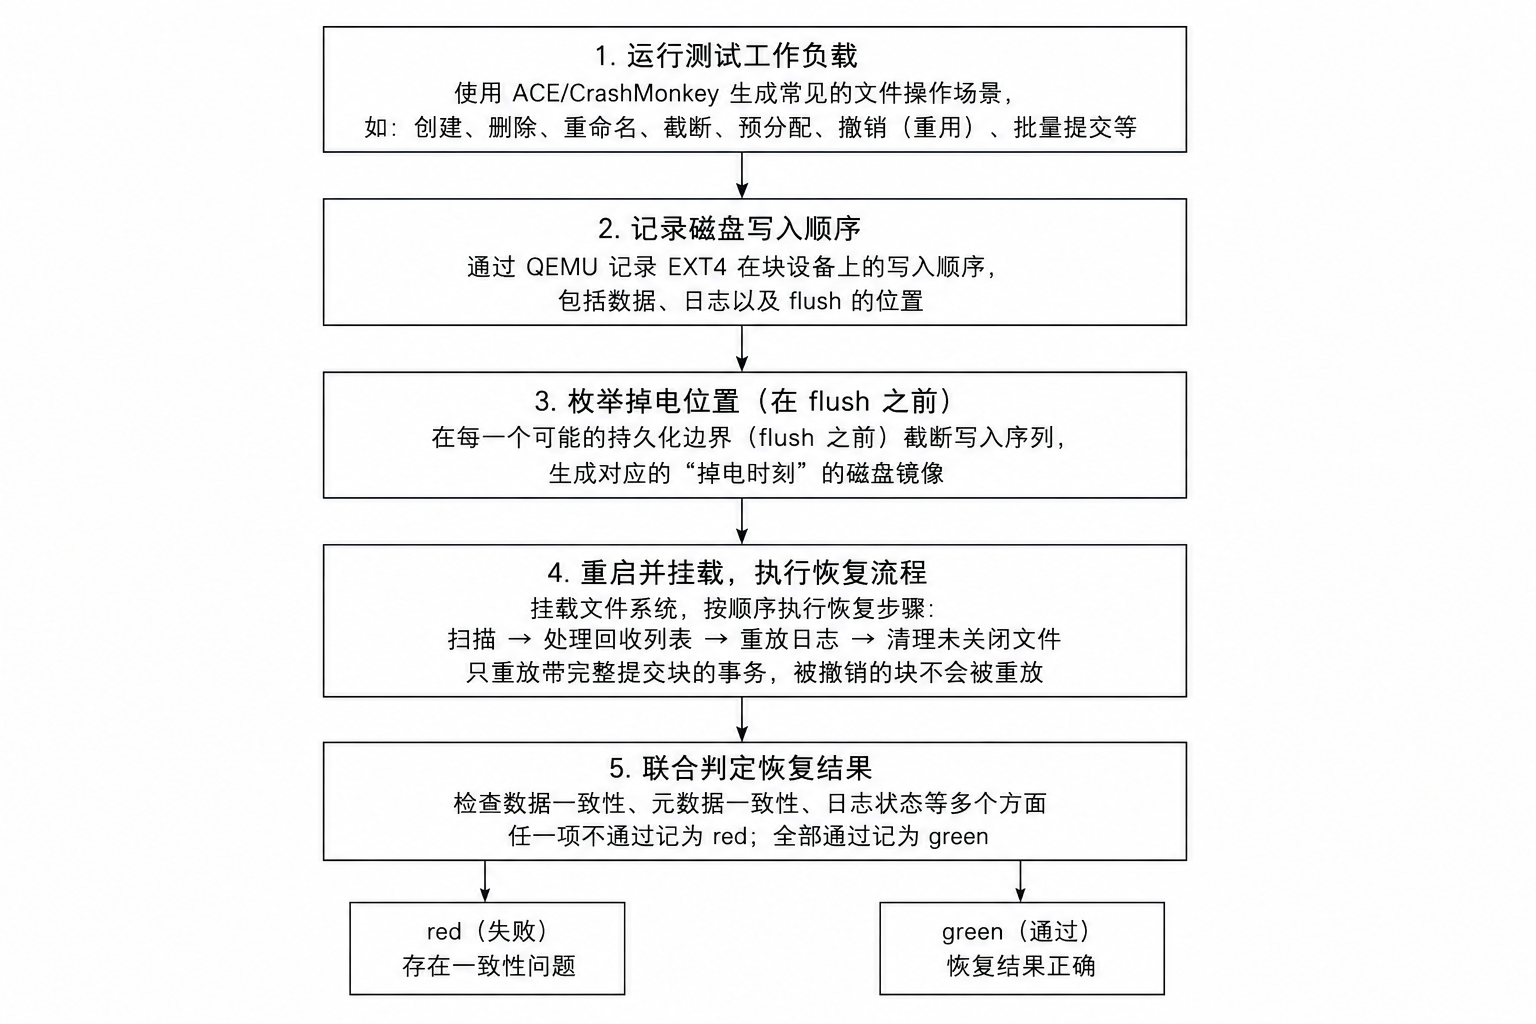 1. 运行测试工作负载
使用 ACE/CrashMonkey 生成常见的文件操作场景，
如：创建、删除、重命名、截断、预分配、撤销（重用）、批量提交等
2. 记录磁盘写入顺序
通过 QEMU 记录 EXT4 在块设备上的写入顺序，
包括数据、日志以及 flush 的位置
3. 枚举掉电位置（在 flush 之前）
在每一个可能的持久化边界（flush 之前）截断写入序列，
生成对应的“掉电时刻”的磁盘镜像
4. 重启并挂载，执行恢复流程
挂载文件系统，按顺序执行恢复步骤：
扫描 → 处理回收列表 → 重放日志 → 清理未关闭文件
只重放带完整提交块的事务，被撤销的块不会被重放
5. 联合判定恢复结果
检查数据一致性、元数据一致性、日志状态等多个方面
任一项不通过记为 red；全部通过记为 green
red（失败）
存在一致性问题
green（通过）
恢复结果正确